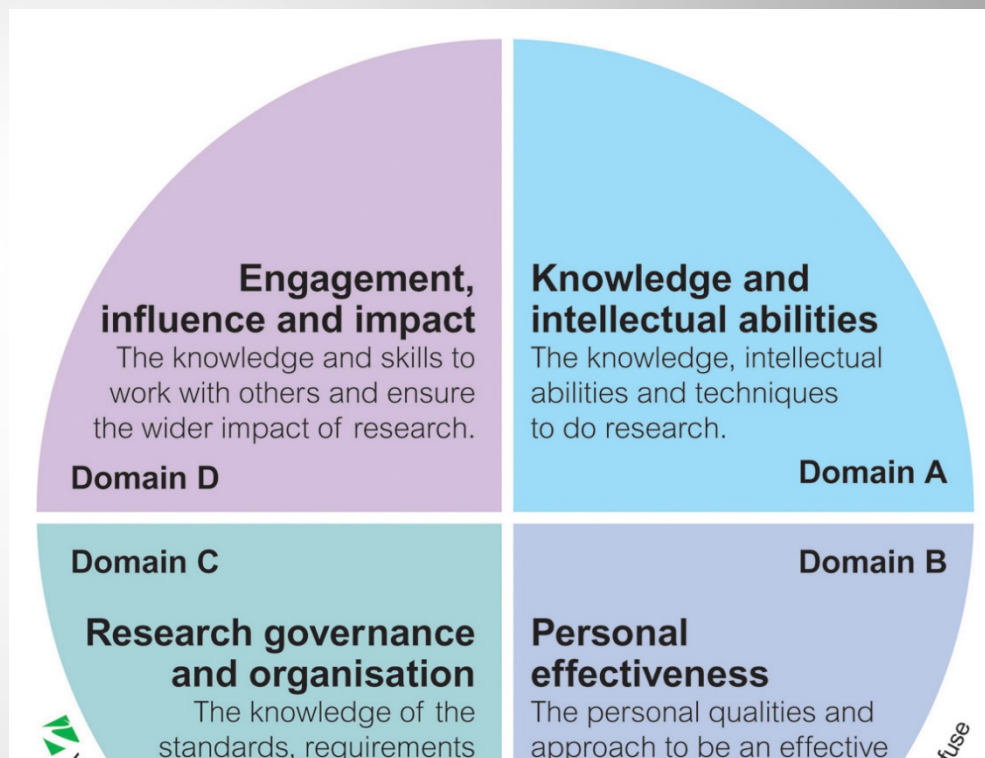 Engagement,
influence and impact
The knowledge and skills to
work with others and ensure
the wider impact of research.
Domain D
Knowledge and
intellectual abilities
The knowledge, intellectual
abilities and techniques
to do research.
Domain A
Domain C
Research governance
and organisation
The knowledge of the
standards, requirements
Domain B
Personal
effectiveness
The personal qualities and
approach to be an effective